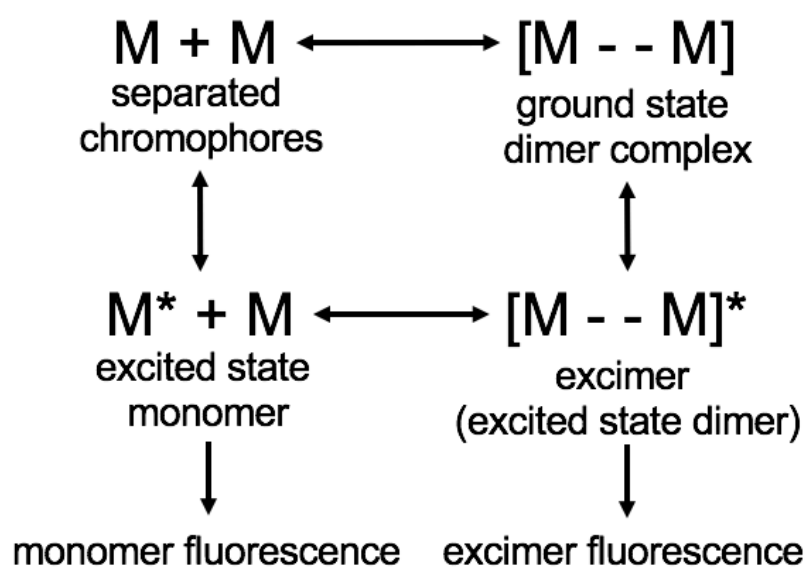 M + M
[M - - M]
separated
chromophores
ground state
dimer complex
M* + M
[M - - M]*
excited state
monomer
excimer
(excited state dimer)
monomer fluorescence
excimer fluorescence